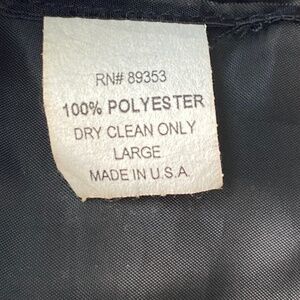 RN# 89353
100% POLYESTER
DRY CLEAN ONLY
LARGE
MADE IN U.S.A.